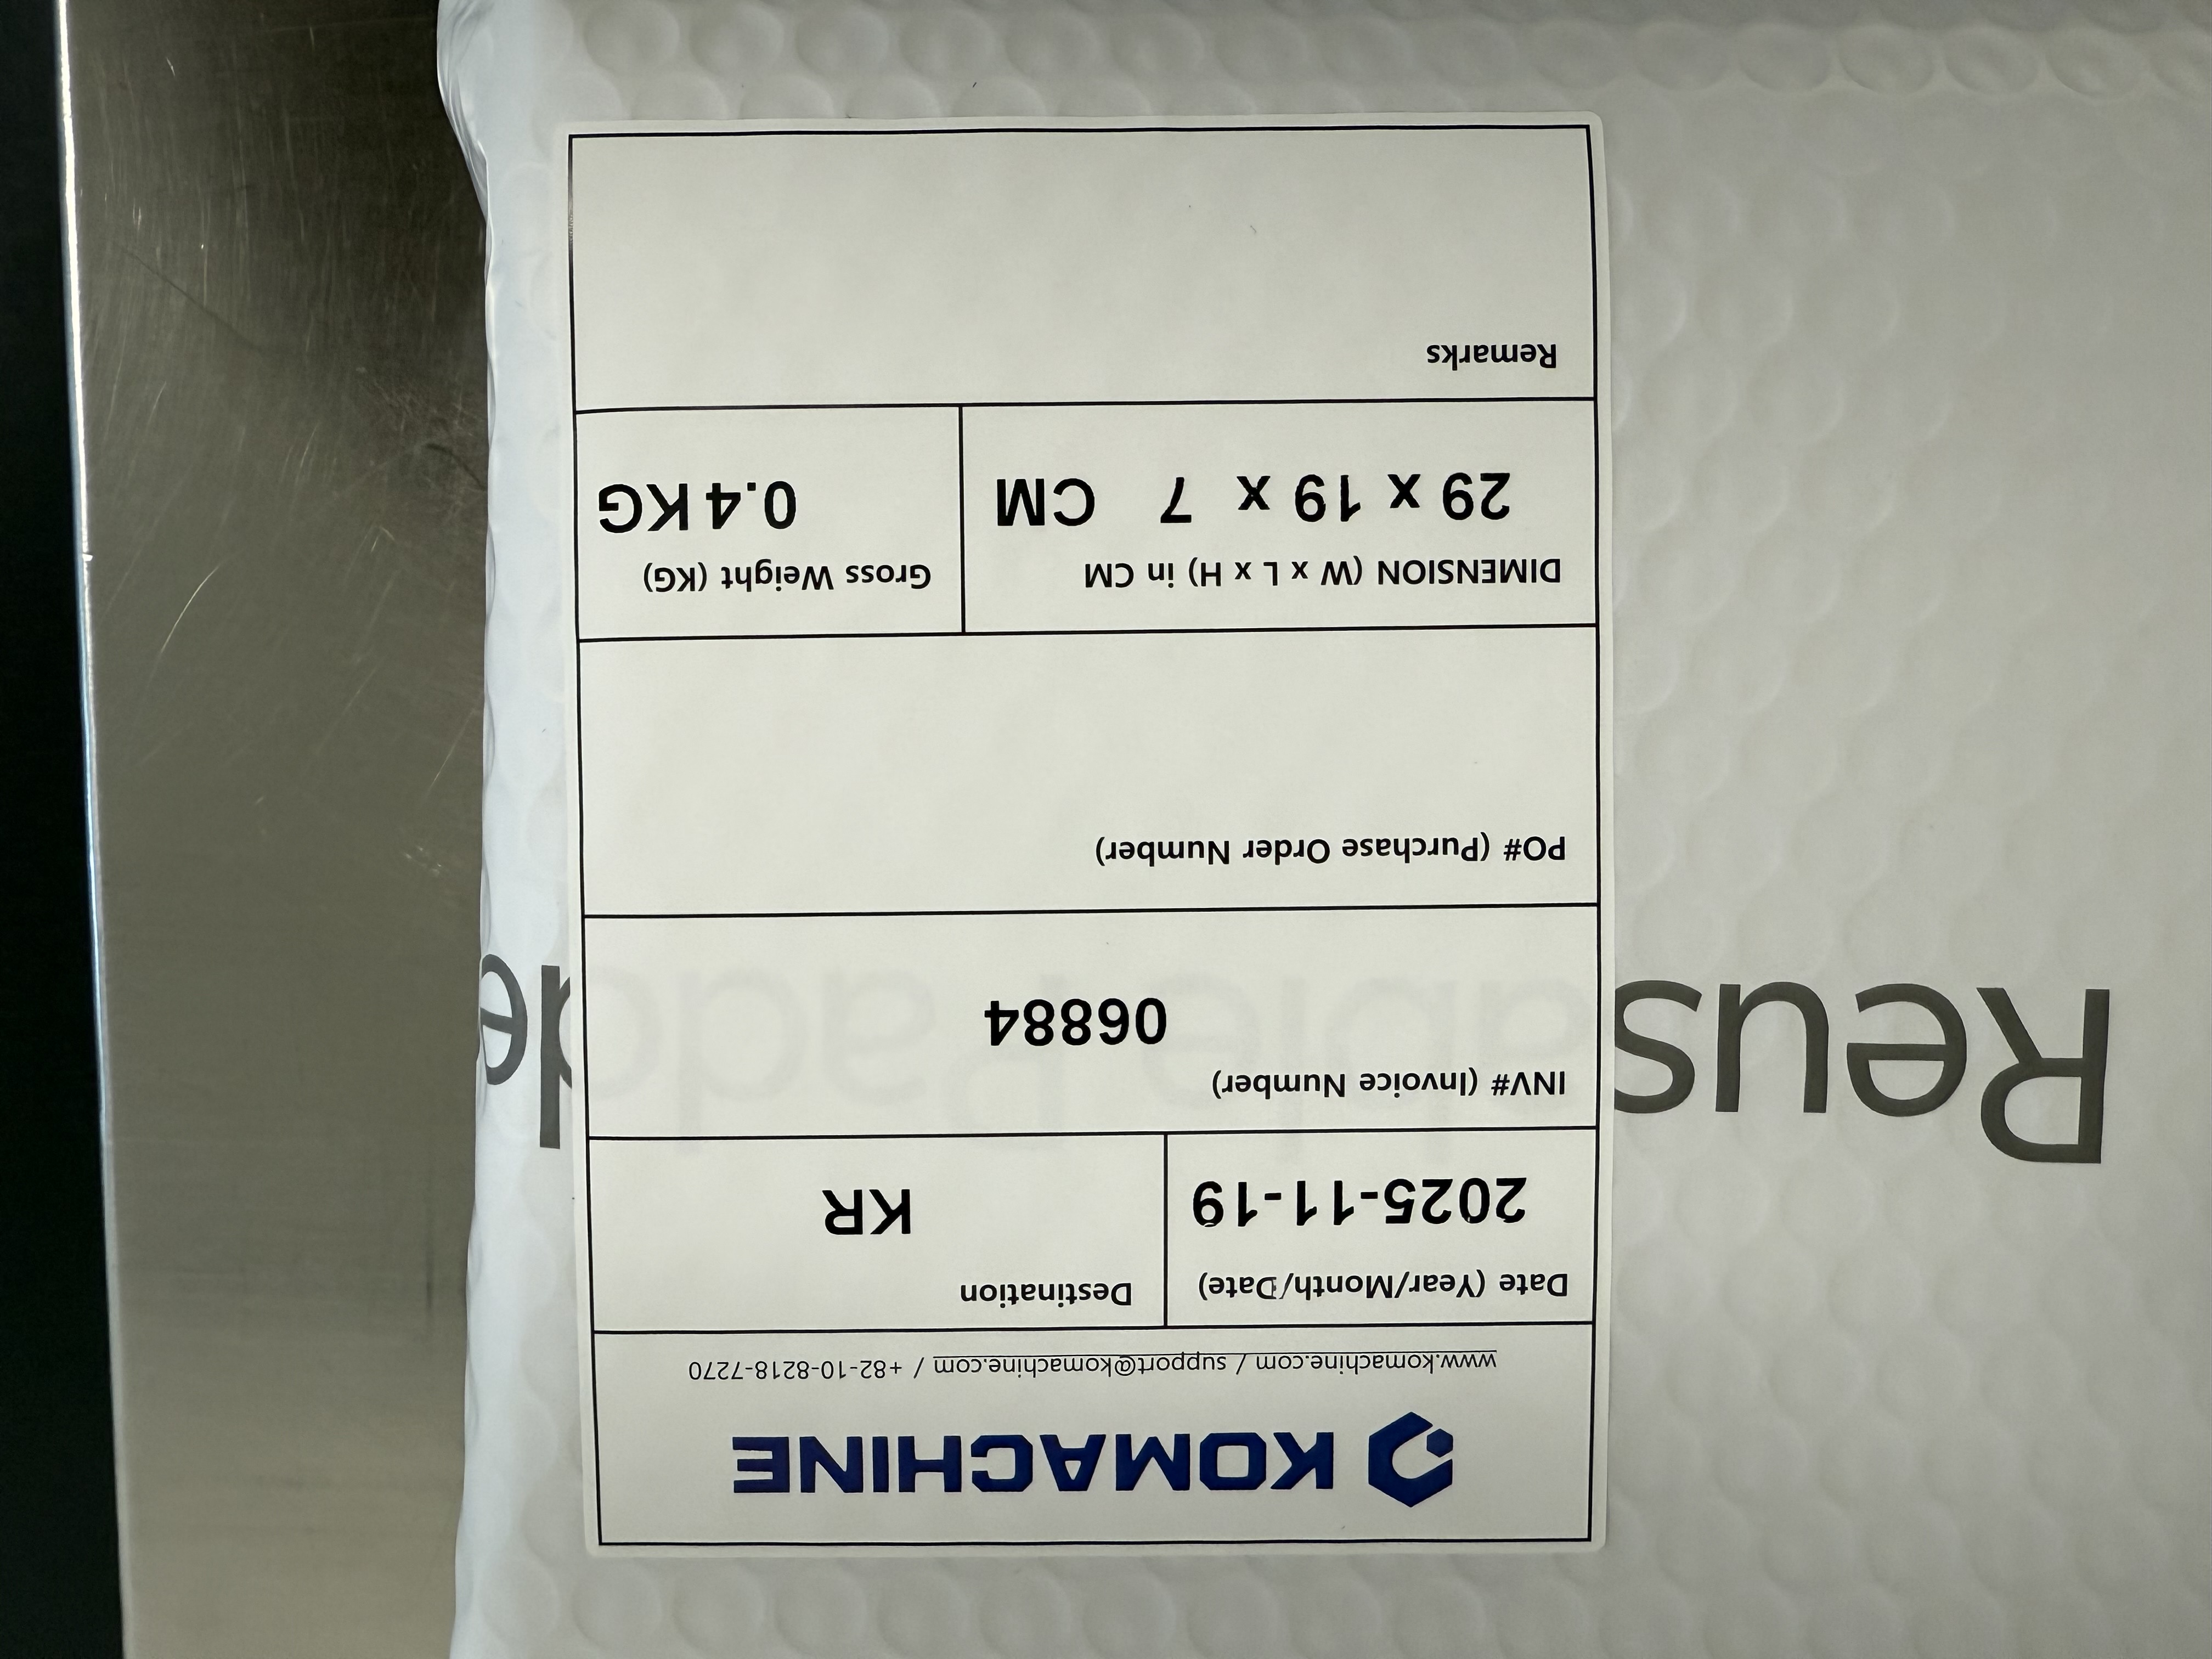 KOMACHINE
www.komachine.com / support@komachine.com / +82-10-8218-7270
Date (Year/Month/Date)
2025-11-19
Destination
KR
INV# (Invoice Number)
06884
PO# (Purchase Order Number)
DIMENSION (W x L x H) in CM
29 x 19 x 7 CM
Gross Weight (KG)
0.4 KG
Remarks